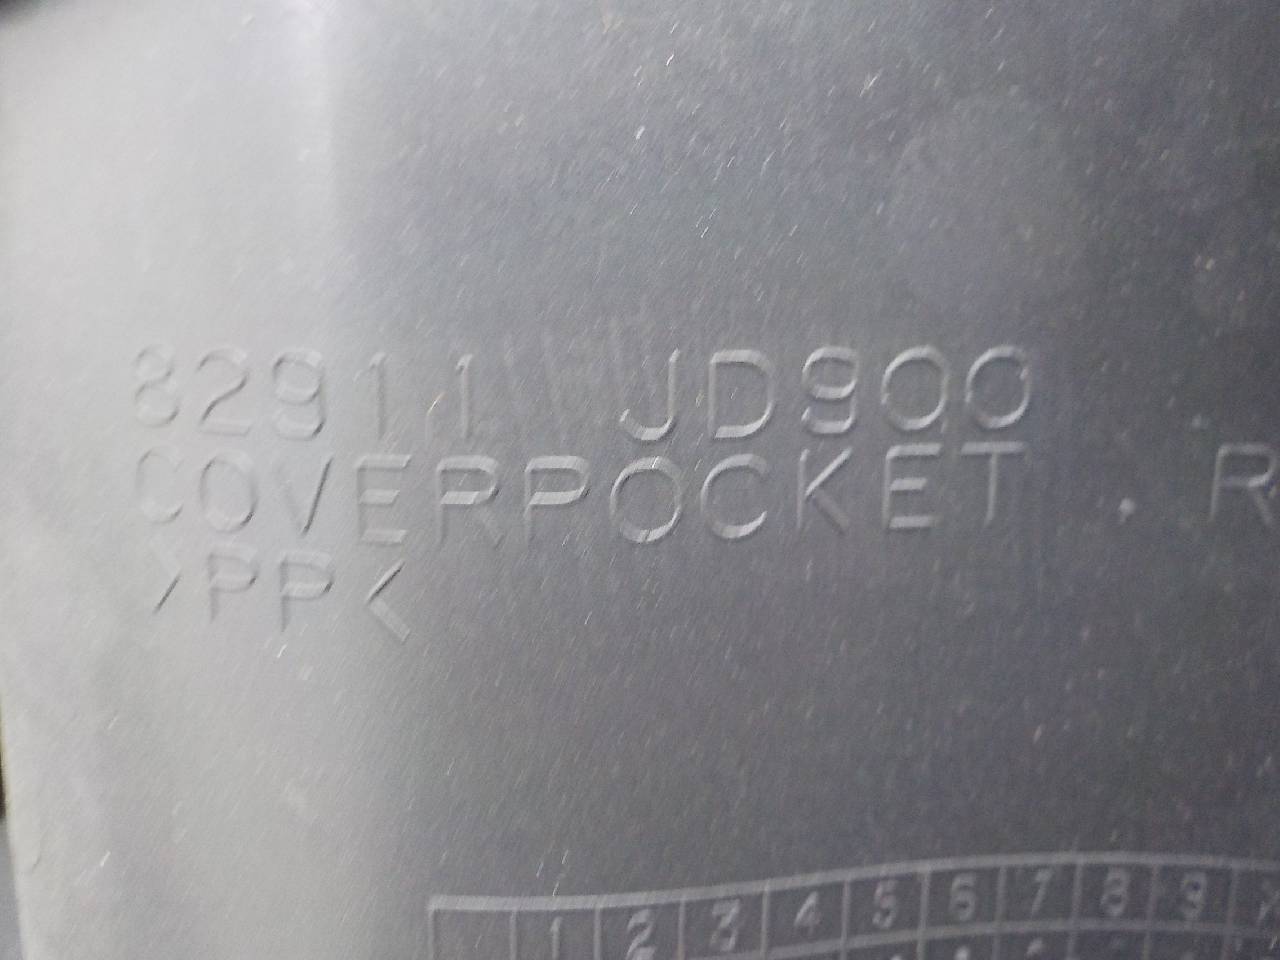 82911 JD900
COVERPOCKET . R
>PP<
1 2 3 4 5 6 7 8 9 X